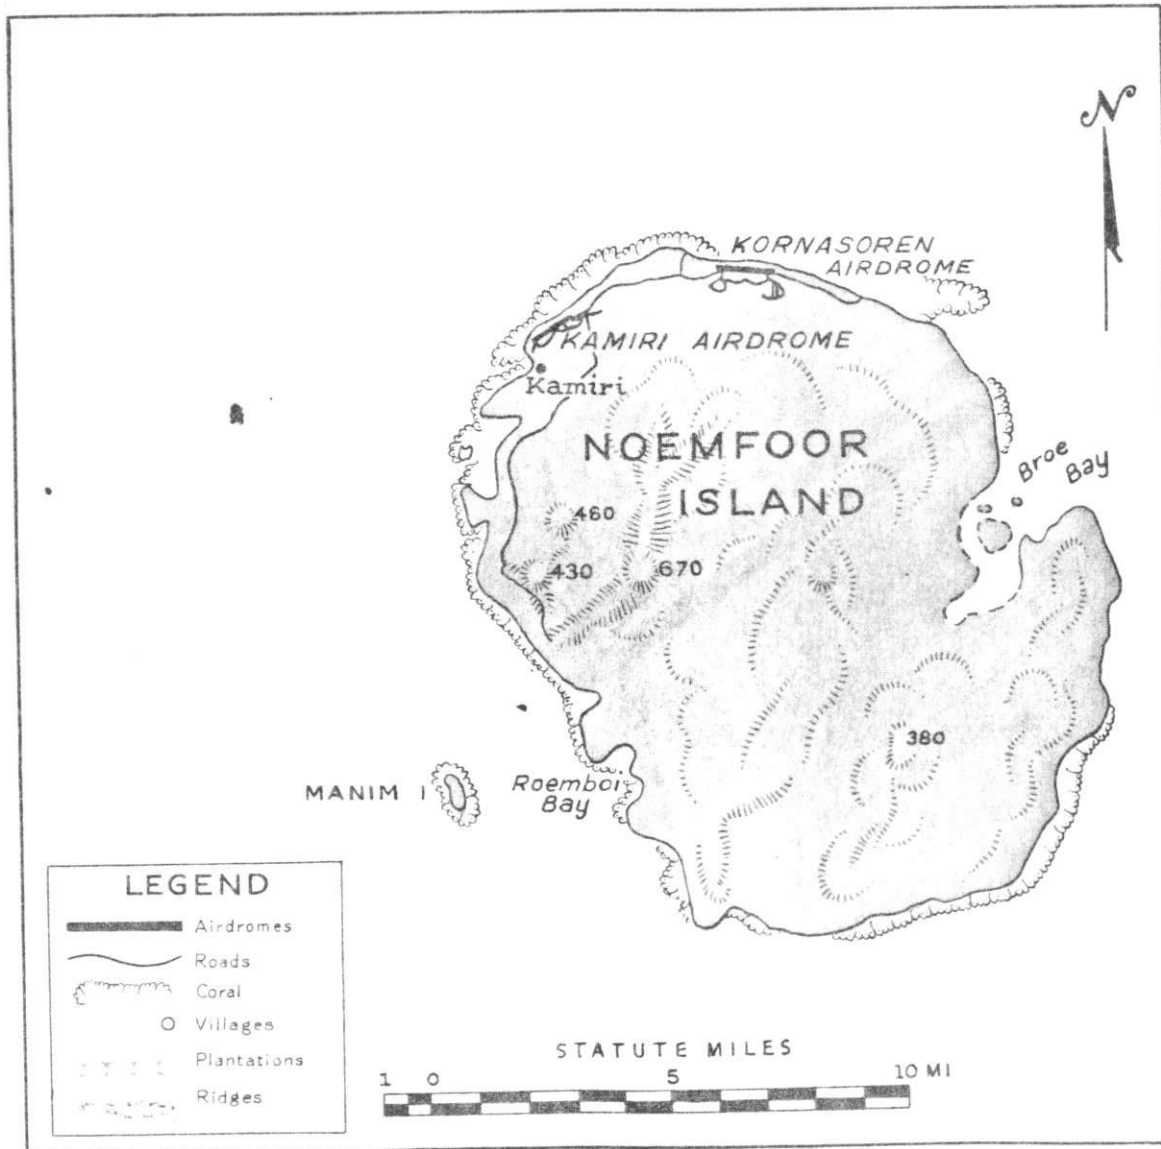 N
KORNASOREN
AIRDROME
KAMIRI AIRDROME
Kamiri
NOEMFOOR
ISLAND
Broe
Bay
460
430
670
380
MANIM I
Roemboi
Bay
LEGEND
Airdromes
Roads
Coral
Villages
Plantations
Ridges
STATUTE MILES
1 0 5 10 MI